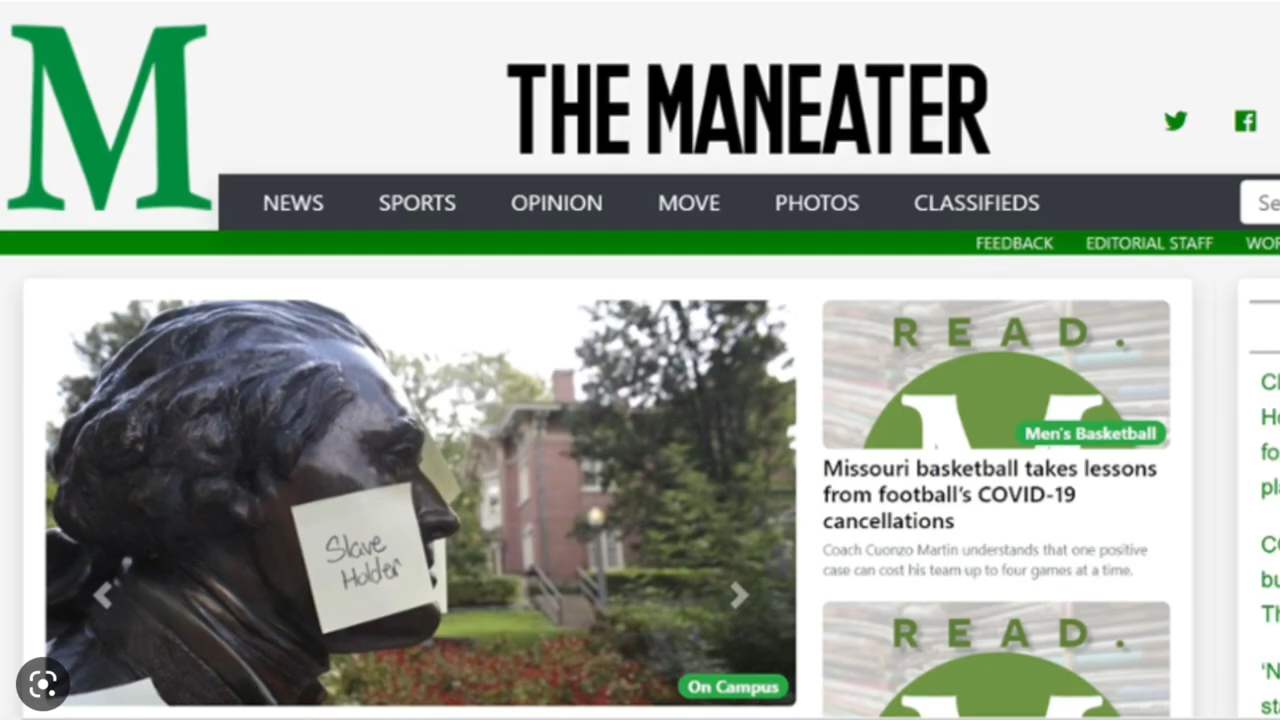 M
THE MANEATER
NEWS SPORTS OPINION MOVE PHOTOS CLASSIFIEDS
FEEDBACK EDITORIAL STAFF
Slave
Holder
On Campus
READ.
Men's Basketball
Missouri basketball takes lessons
from football's COVID-19
cancellations
Coach Cuonzo Martin understands that one positive
case can cost his team up to four games at a time.
READ.